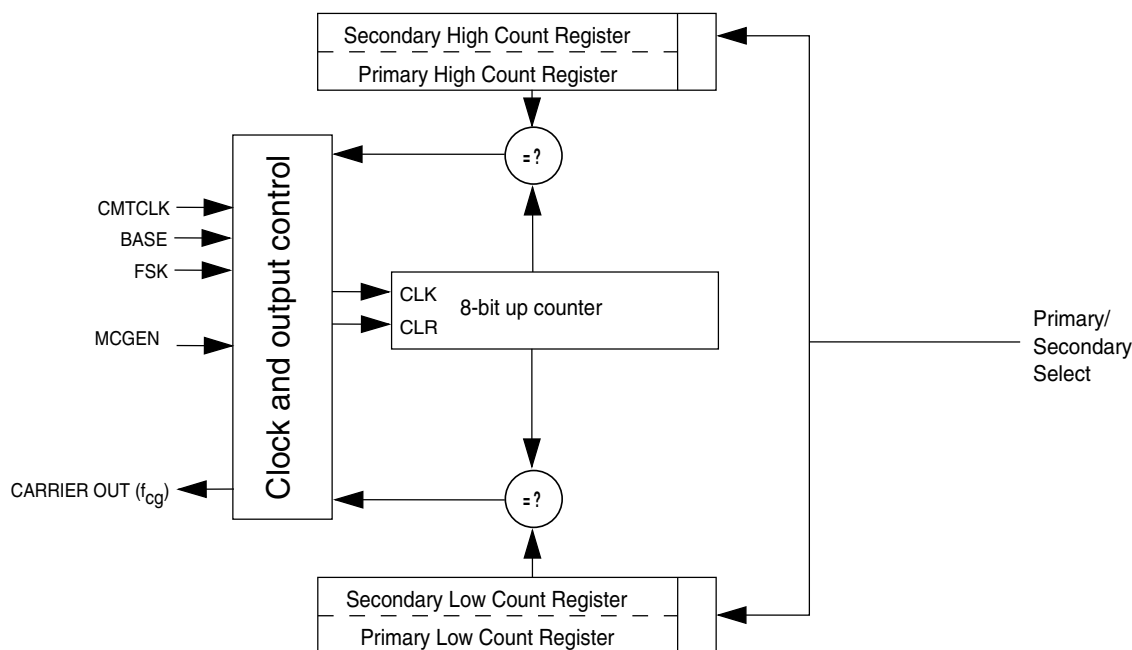 Secondary High Count Register
Primary High Count Register
=?
Clock and output control
CMTCLK
BASE
FSK
MCGEN
CARRIER OUT (fcg)
CLK
CLR
8-bit up counter
Primary/
Secondary
Select
=?
Secondary Low Count Register
Primary Low Count Register